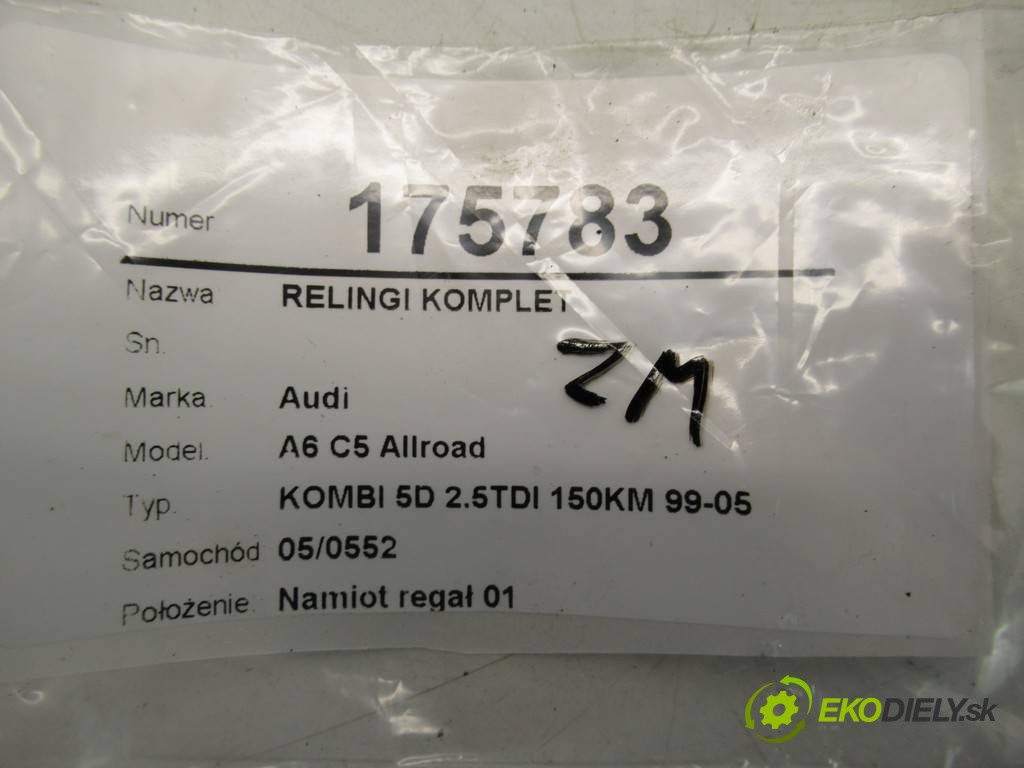 Numer 175783
Nazwa RELINGI KOMPLET
Sn.
ZM
Marka Audi
Model. A6 C5 Allroad
Typ. KOMBI 5D 2.5TDI 150KM 99-05
Samochód 05/0552
Położenie. Namiot regał 01
EKODIELY.sk